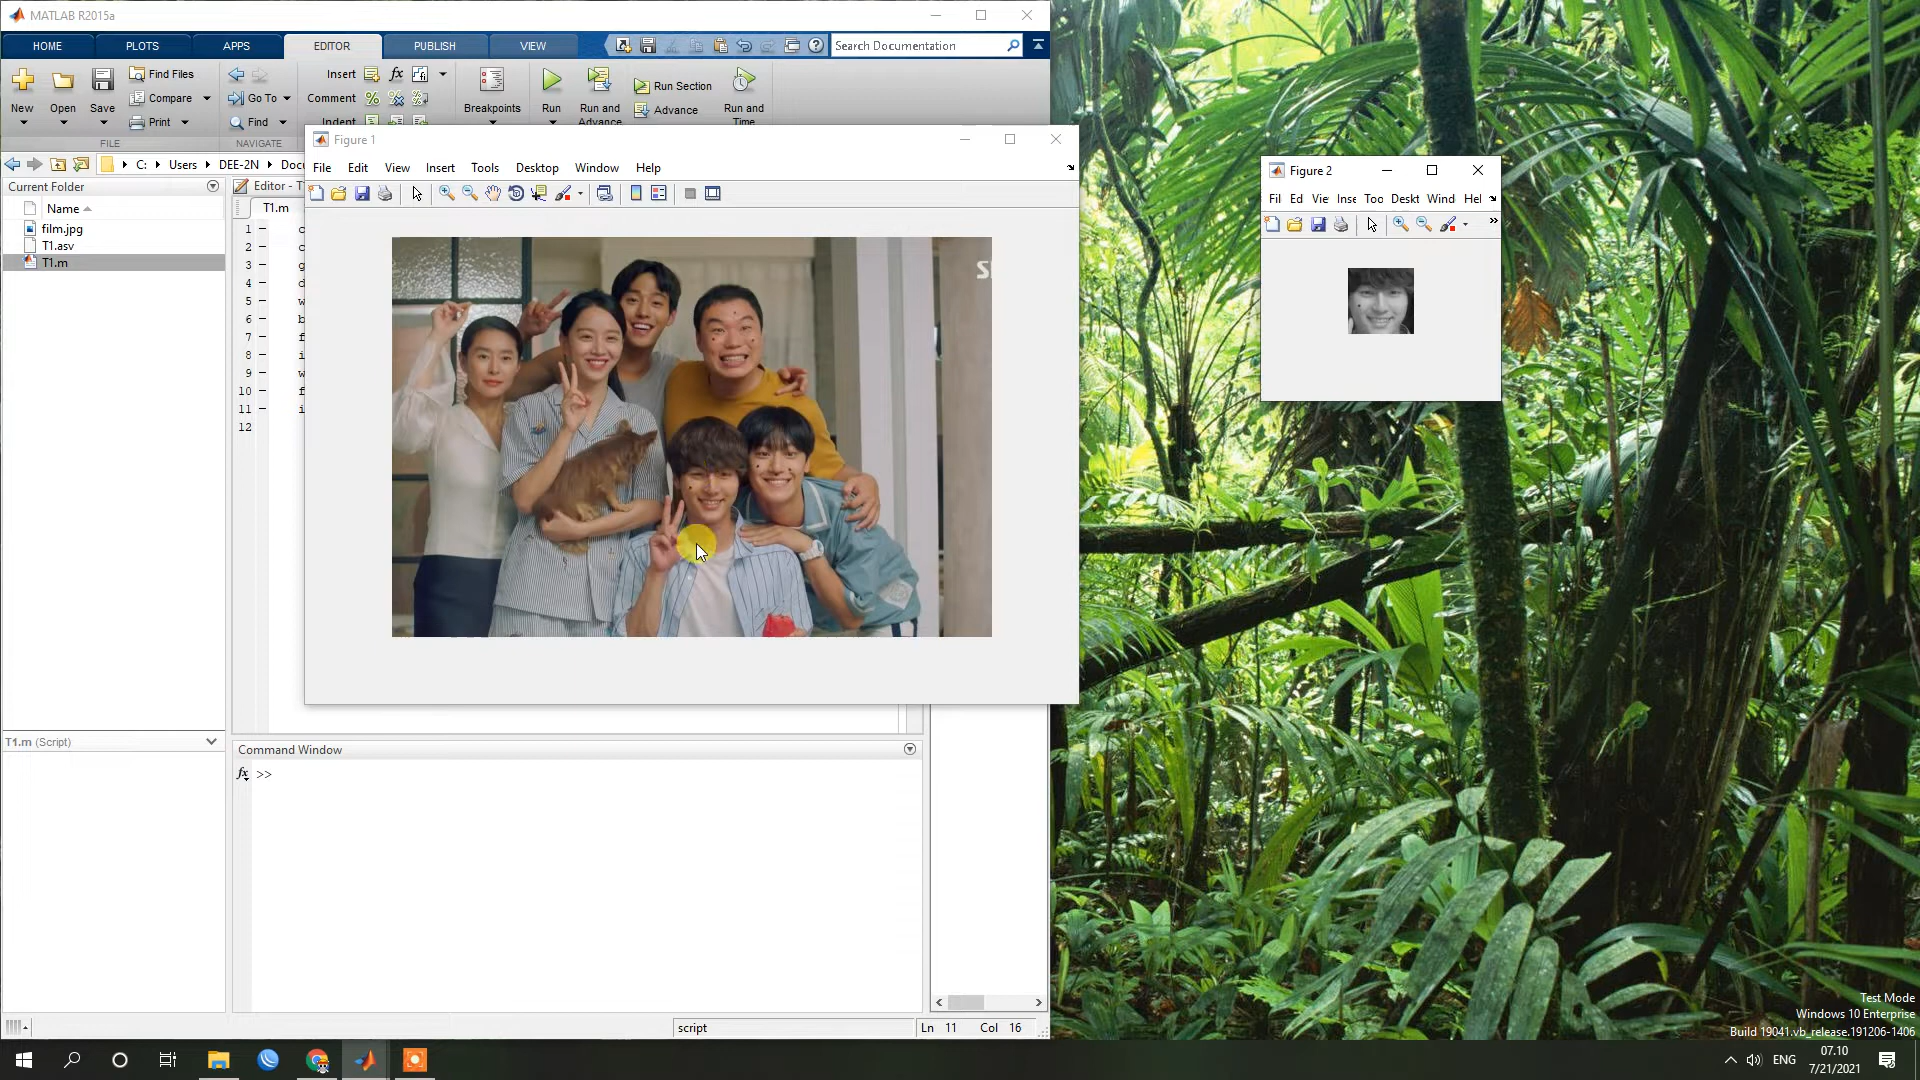 MATLAB R2015a
HOME PLOTS APPS EDITOR PUBLISH VIEW Search Documentation
New Open Save Find Files Compare Print Go To Find Insert fx Comment % Indent Breakpoints Run Run and Advance Run Section Advance Run and Time
FILE NAVIGATE
C: Users DEE-2N Docu
Current Folder
Name
film.jpg
T1.asv
T1.m
T1.m (Script)
Editor - T
T1.m
1 - c
2 - c
3 - g
4 - d
5 - w
6 - b
7 - f
8 - i
9 - w
10 - f
11 - i
12
Figure 1
File Edit View Insert Tools Desktop Window Help
S
Figure 2
Fil Ed Vie Inse Too Deskt Wind Hel
Command Window
fx >>
script Ln 11 Col 16
Test Mode
Windows 10 Enterprise
Build 19041.vb_release.191206-1406
ENG
07.10
7/21/2021